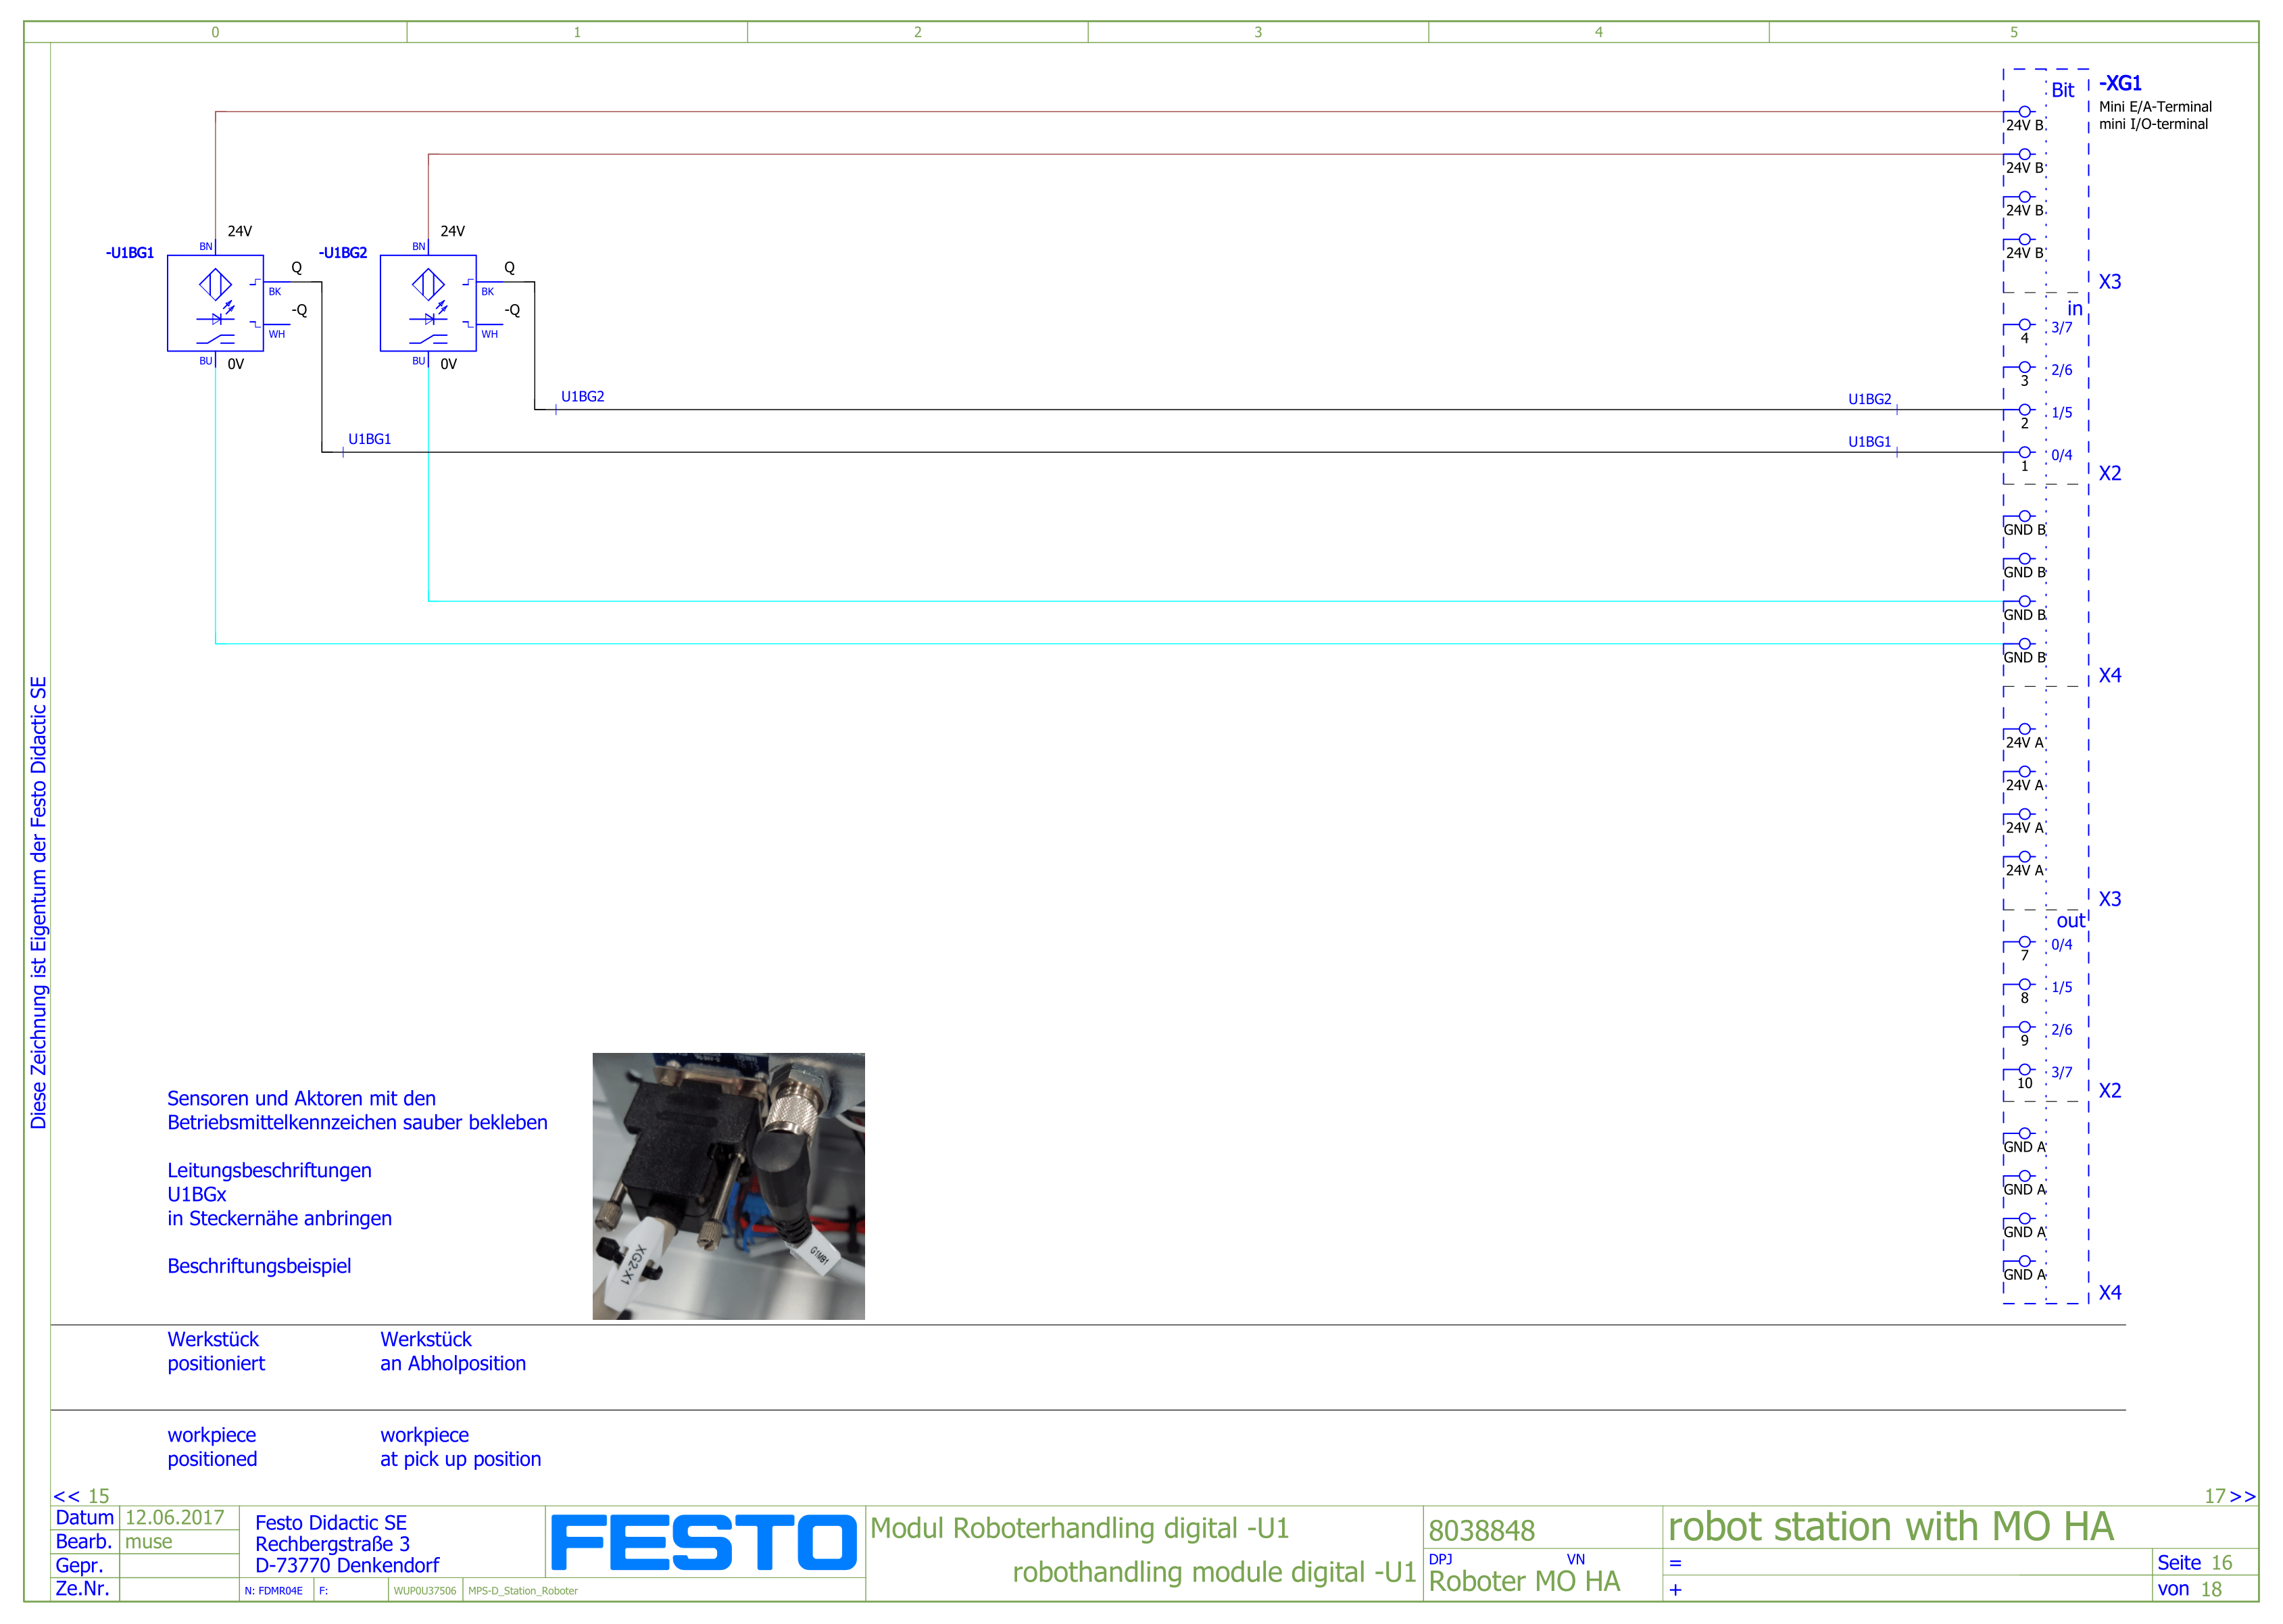 0 1 2 3 4 5
Bit
-XG1
Mini E/A-Terminal
mini I/O-terminal
24V B
24V B
24V B
24V B
X3
24V
24V
-U1BG1
BN
-U1BG2
BN
Q
BK
-Q
WH
Q
BK
-Q
WH
BU
0V
BU
0V
in
4 3/7
3 2/6
U1BG2
U1BG2
2 1/5
U1BG1
U1BG1
1 0/4
X2
GND B
GND B
GND B
GND B
X4
24V A
24V A
24V A
24V A
X3
out
7 0/4
8 1/5
9 2/6
10 3/7
X2
GND A
GND A
GND A
GND A
X4
Diese Zeichnung ist Eigentum der Festo Didactic SE
Sensoren und Aktoren mit den
Betriebsmittelkennzeichen sauber bekleben
Leitungsbeschriftungen
U1BGx
in Steckernähe anbringen
Beschriftungsbeispiel
XG2-X1
G1MB1
Werkstück
positioniert
Werkstück
an Abholposition
workpiece
positioned
workpiece
at pick up position
<< 15
17 >>
Datum 12.06.2017
Bearb. muse
Gepr.
Ze.Nr.
Festo Didactic SE
Rechbergstraße 3
D-73770 Denkendorf
N: FDMR04E F: WUP0U37506 MPS-D_Station_Roboter
FESTO
Modul Roboterhandling digital -U1
robothandling module digital -U1
8038848
DPJ VN
Roboter MO HA
robot station with MO HA
=
+
Seite 16
von 18